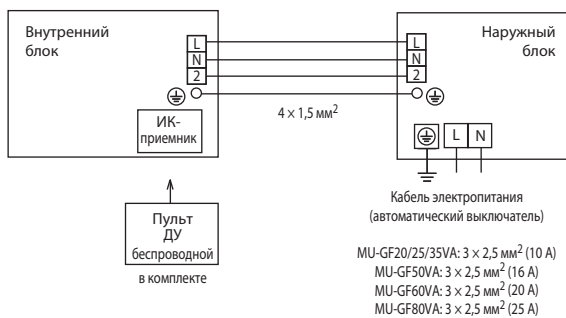 Внутренний
блок
L
N
2
ИК-
приемник
4 × 1,5 мм²
L
N
2
Наружный
блок
L N
Пульт
ДУ
беспроводной
в комплекте
Кабель электропитания
(автоматический выключатель)
MU-GF20/25/35VA: 3 × 2,5 мм² (10 А)
MU-GF50VA: 3 × 2,5 мм² (16 А)
MU-GF60VA: 3 × 2,5 мм² (20 А)
MU-GF80VA: 3 × 2,5 мм² (25 А)